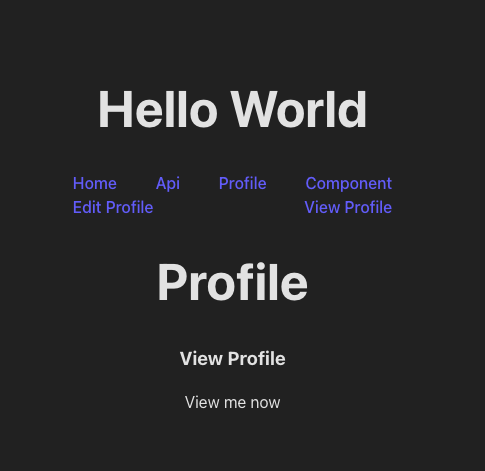 Hello World
Home Api Profile Component
Edit Profile View Profile
Profile
View Profile
View me now